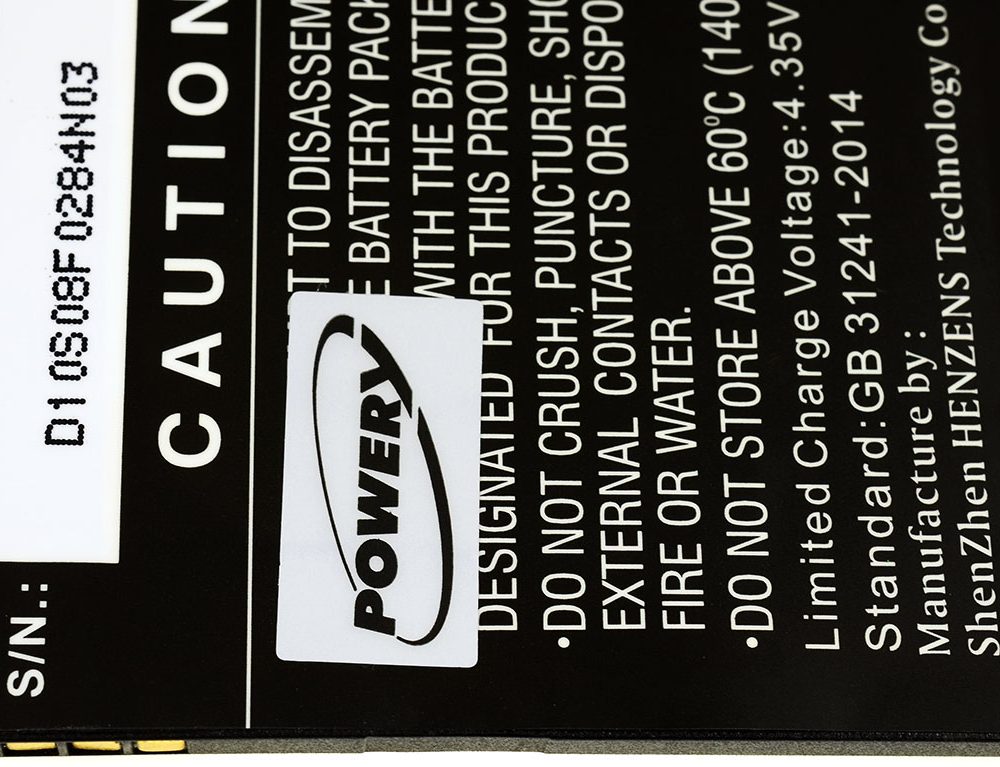 S/N.:
D10S08F0284N03
CAUTION
T TO DISASSEM
E BATTERY PACK
WITH THE BATTE
DESIGNATED FOR THIS PRODUC
•DO NOT CRUSH, PUNCTURE, SHO
EXTERNAL CONTACTS OR DISPO
FIRE OR WATER.
•DO NOT STORE ABOVE 60℃ (140
Limited Charge Voltage:4.35V
Standard:GB 31241-2014
Manufacture by :
ShenZhen HENZENS Technology Co
POWERY